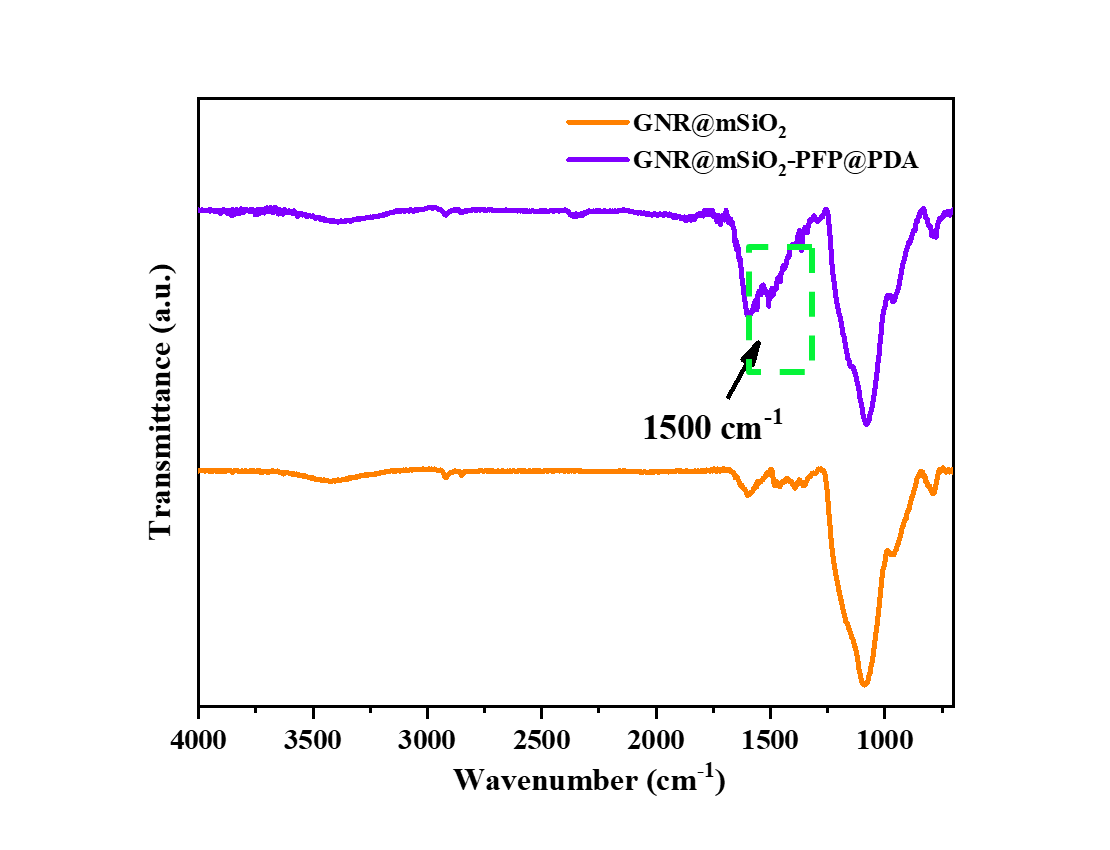 GNR@mSiO₂
GNR@mSiO₂-PFP@PDA
1500 cm⁻¹
Transmittance (a.u.)
4000 3500 3000 2500 2000 1500 1000
Wavenumber (cm⁻¹)